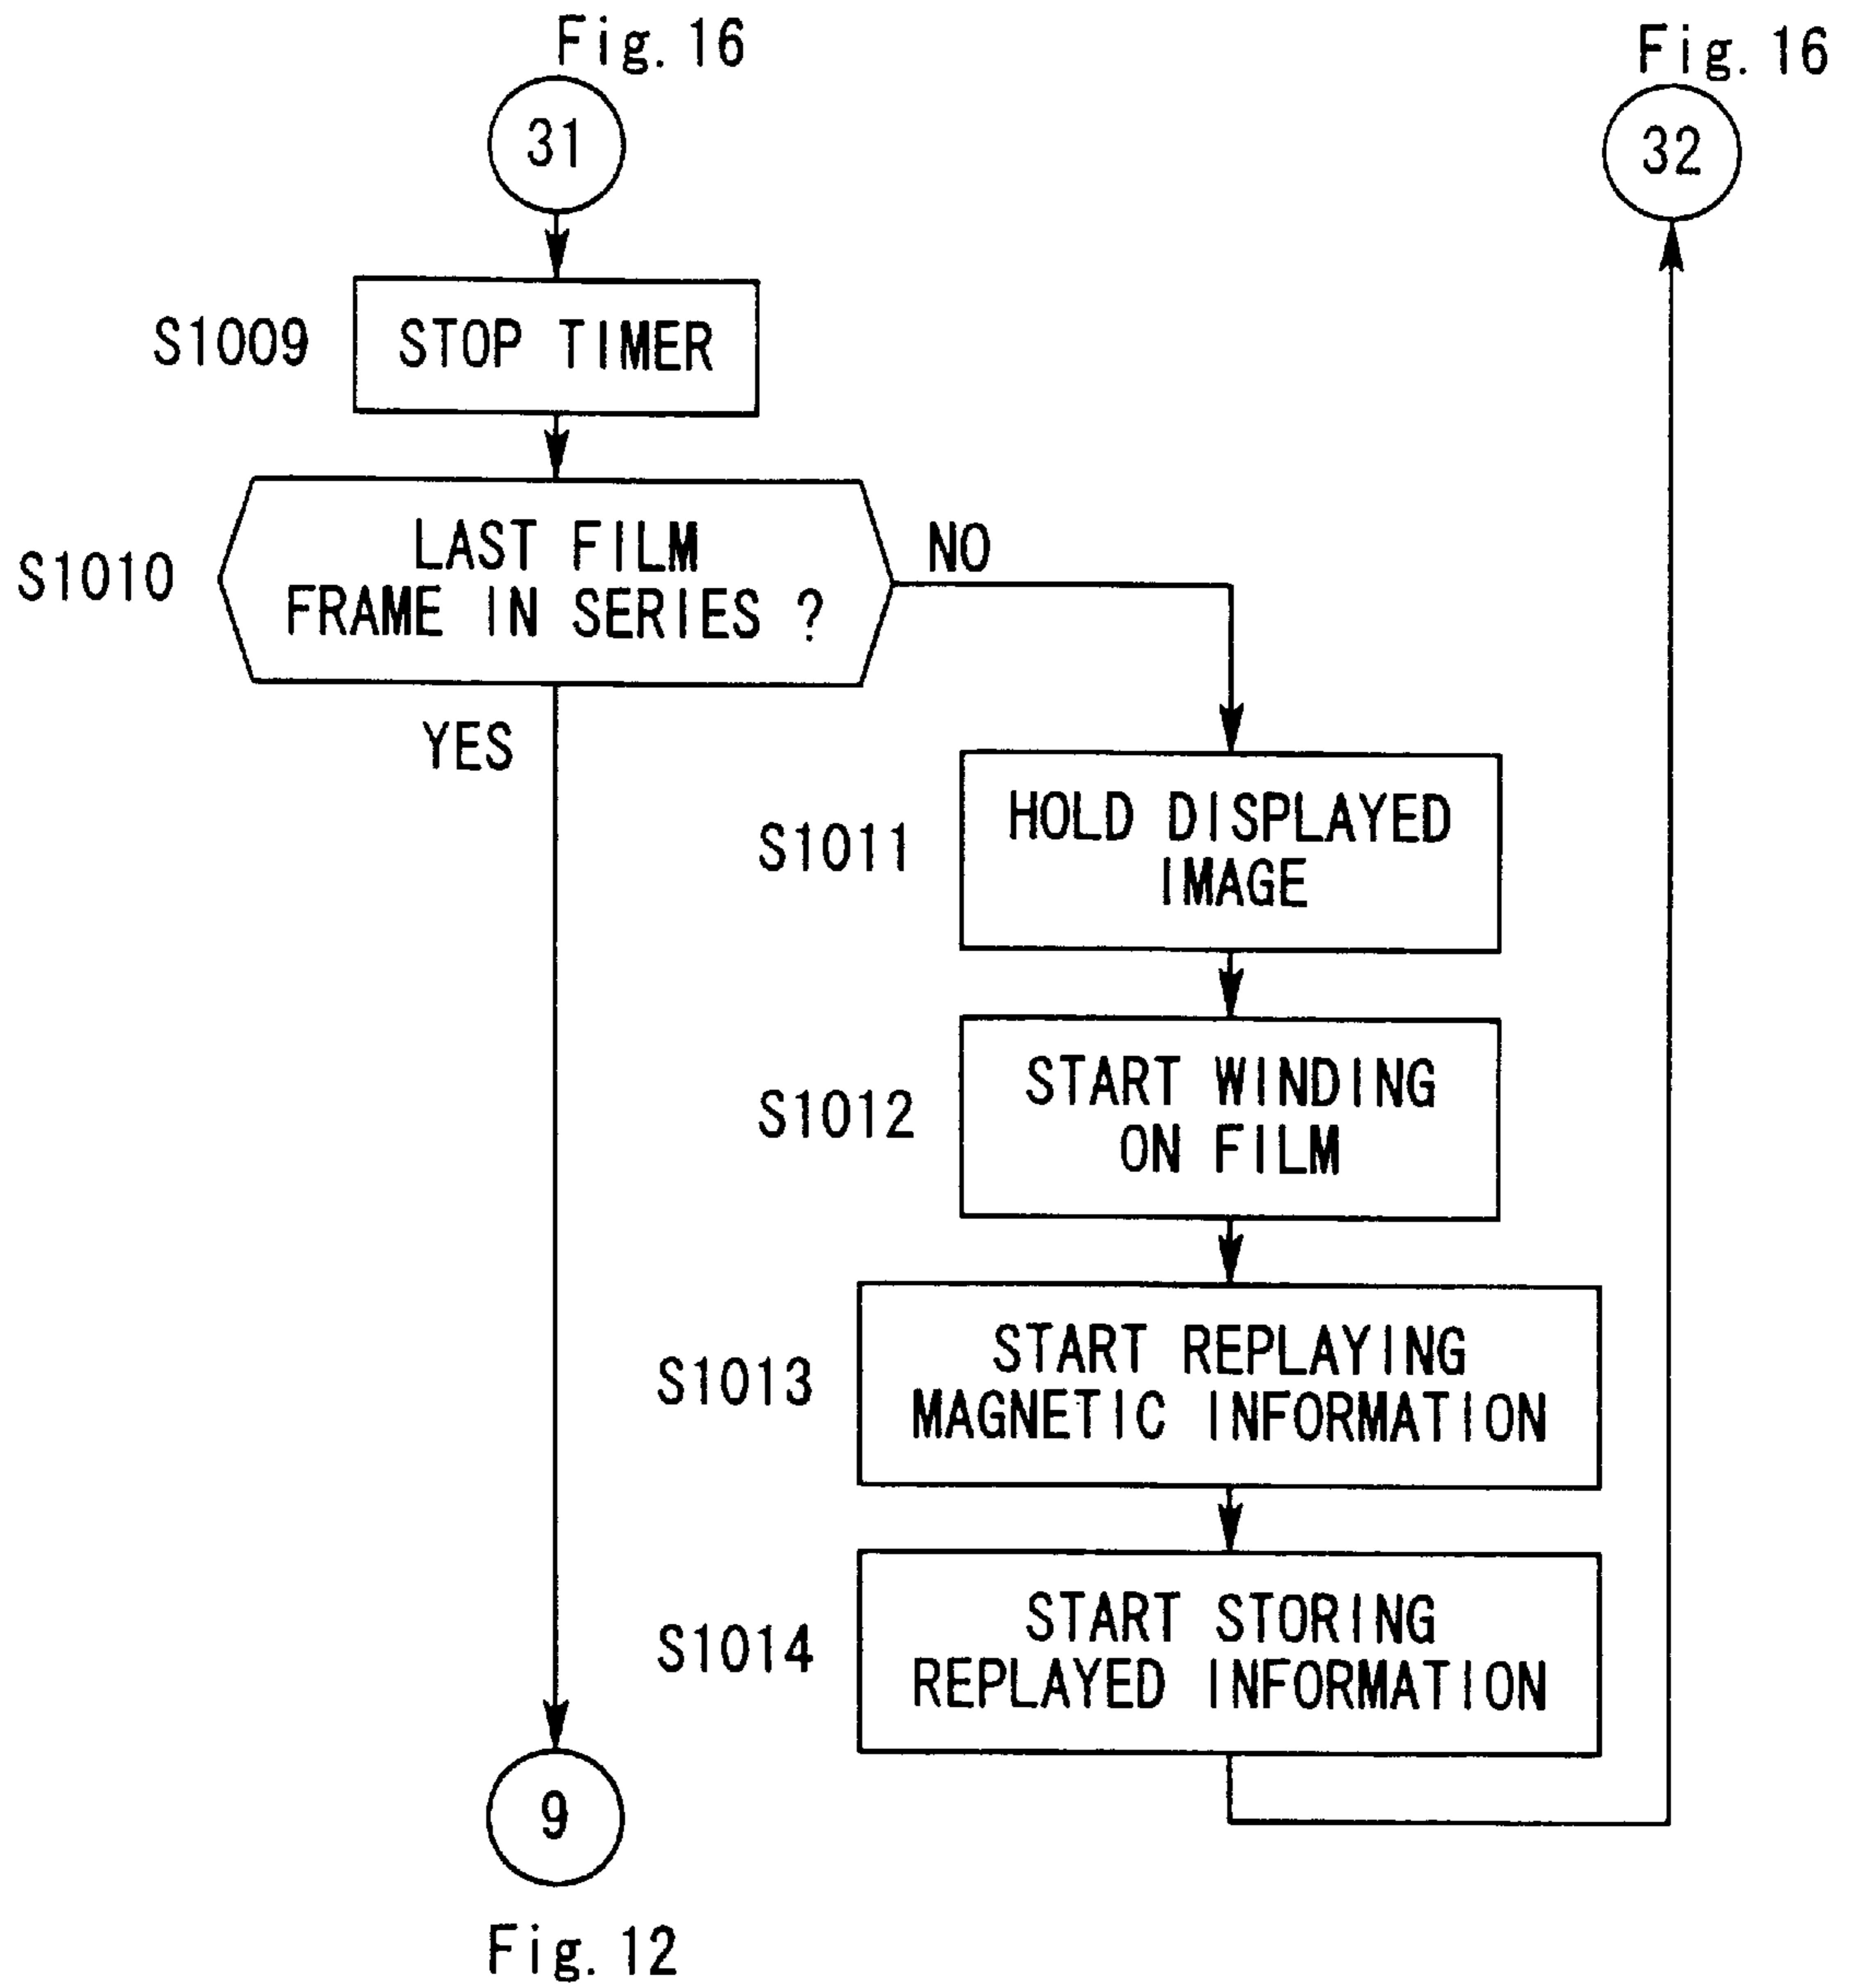 Fig. 16
31
S1009
STOP TIMER
S1010
LAST FILM
FRAME IN SERIES ?
NO
YES
S1011
HOLD DISPLAYED
IMAGE
S1012
START WINDING
ON FILM
S1013
START REPLAYING
MAGNETIC INFORMATION
S1014
START STORING
REPLAYED INFORMATION
Fig. 16
32
9
Fig. 12